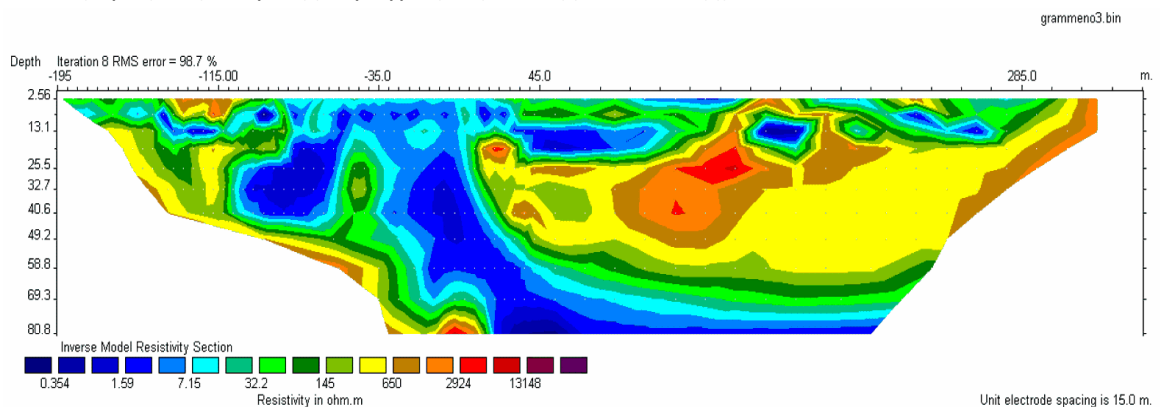 grammeno3.bin
Depth Iteration 8 RMS error = 98.7 %
-195 -115.00 -35.0 45.0 285.0 m.
2.56
13.1
25.5
32.7
40.6
49.2
58.8
69.3
80.8
Inverse Model Resistivity Section
0.354 1.59 7.15 32.2 145 650 2924 13148
Resistivity in ohm.m
Unit electrode spacing is 15.0 m.